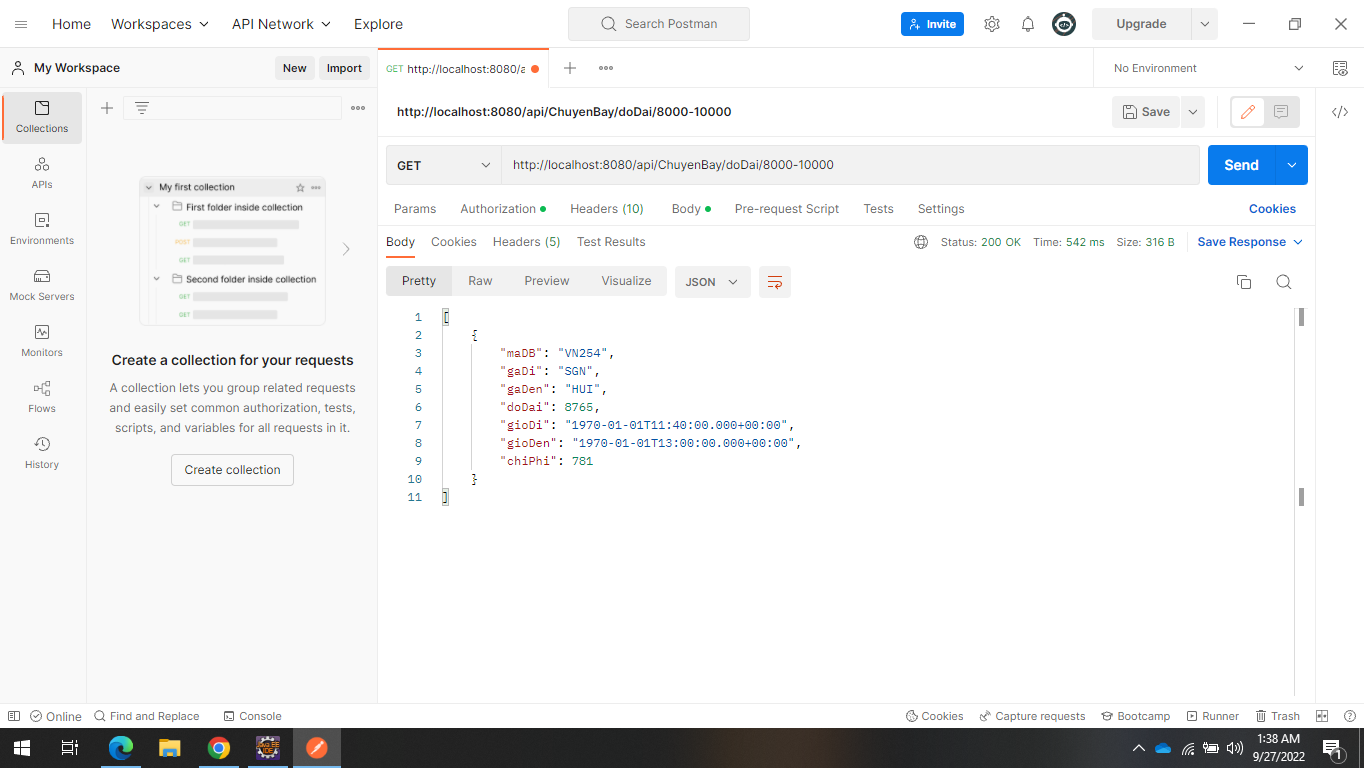 Home Workspaces API Network Explore Search Postman Invite Upgrade
My Workspace New Import GET http://localhost:8080/a No Environment
Collections
APIs
Environments
Mock Servers
Monitors
Flows
History
My first collection
First folder inside collection
GET
POST
GET
Second folder inside collection
GET
GET
Create a collection for your requests
A collection lets you group related requests
and easily set common authorization, tests,
scripts, and variables for all requests in it.
Create collection
http://localhost:8080/api/ChuyenBay/doDai/8000-10000 Save
GET http://localhost:8080/api/ChuyenBay/doDai/8000-10000 Send
Params Authorization Headers (10) Body Pre-request Script Tests Settings Cookies
Body Cookies Headers (5) Test Results Status: 200 OK Time: 542 ms Size: 316 B Save Response
Pretty Raw Preview Visualize JSON
1 [
2 {
3 "maDB": "VN254",
4 "gaDi": "SGN",
5 "gaDen": "HUI",
6 "doDai": 8765,
7 "gioDi": "1970-01-01T11:40:00.000+00:00",
8 "gioDen": "1970-01-01T13:00:00.000+00:00",
9 "chiPhi": 781
10 }
11 ]
Online Find and Replace Console Cookies Capture requests Bootcamp Runner Trash
1:38 AM
9/27/2022
1